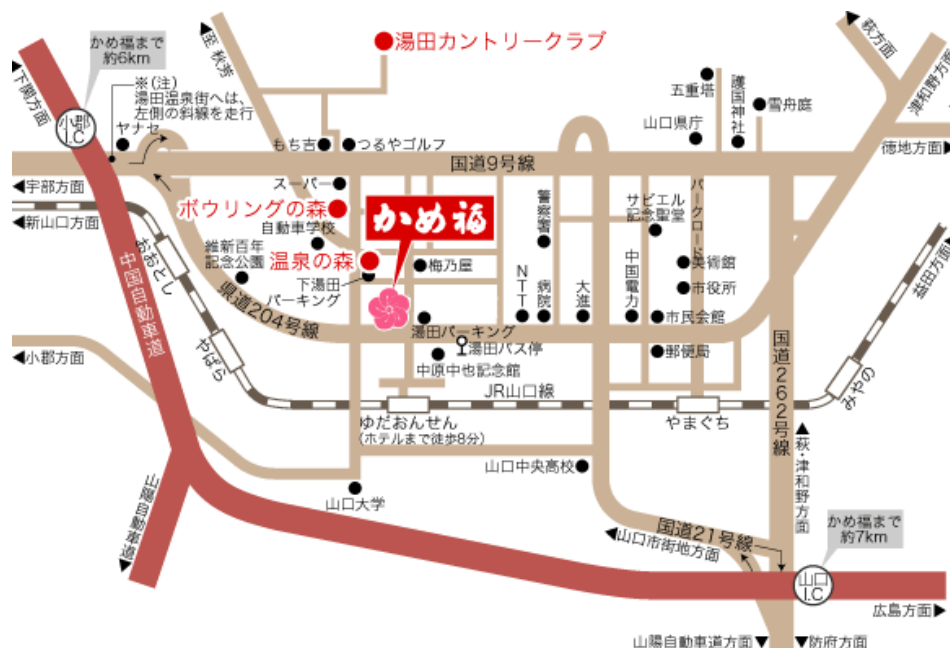 かめ福まで
約6km
▲至 秋芳
●湯田カントリークラブ
▲萩方面
津和野方面
▲下関方面
※(注)
湯田温泉街へは、
左側の斜線を走行
小郡
I.C
ヤナセ
五重塔
護国神社
雪舟庭
山口県庁
もち吉
つるやゴルフ
国道9号線
徳地方面▶
◀宇部方面
スーパー
パークロード
◀新山口方面
ボウリングの森
かめ福
警察署
サビエル
記念聖堂
自動車学校
おおとし
維新百年
記念公園
温泉の森
梅乃屋
美術館
益田方面▶
下湯田
パーキング
NTT
病院
大進
中国電力
市役所
中国自動車道
県道204号線
湯田パーキング
市民会館
湯田バス停
国道262号線
◀小郡方面
やばら
中原中也記念館
郵便局
みやの
JR山口線
ゆだおんせん
(ホテルまで徒歩8分)
やまぐち
▲萩・津和野方面
山口中央高校
山陽自動車道▶
山口大学
国道21号線
◀山口市街地方面
かめ福まで
約7km
山口
I.C
広島方面▶
山陽自動車道方面▼
▼防府方面